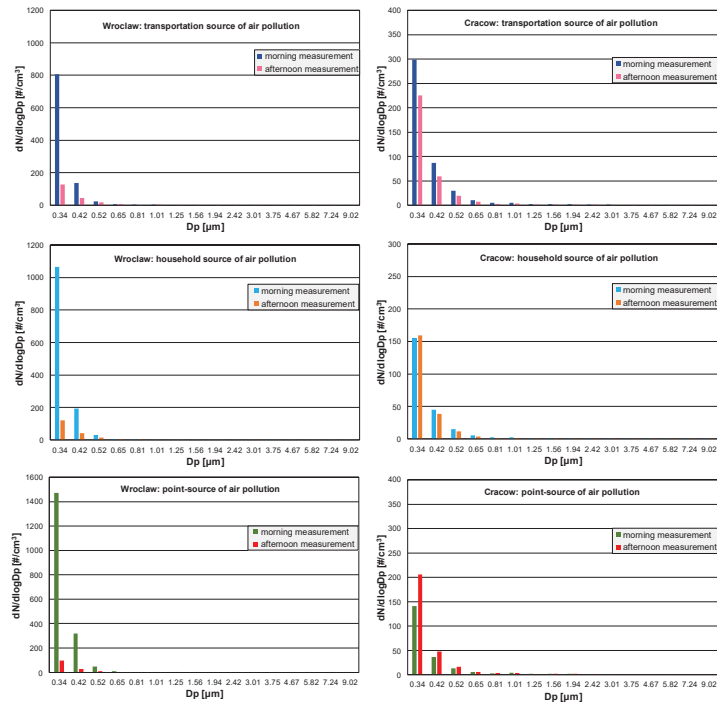 Wroclaw: transportation source of air pollution
morning measurement
afternoon measurement
dN/dlogDp [#/cm³]
1200
1000
800
600
400
200
0
0.34 0.42 0.52 0.65 0.81 1.01 1.25 1.56 1.94 2.42 3.01 3.75 4.67 5.82 7.24 9.02
Dp [µm]
Cracow: transportation source of air pollution
morning measurement
afternoon measurement
dN/dlogDp [#/cm³]
400
350
300
250
200
150
100
50
0
0.34 0.42 0.52 0.65 0.81 1.01 1.25 1.56 1.94 2.42 3.01 3.75 4.67 5.82 7.24 9.02
Dp [µm]
Wroclaw: household source of air pollution
morning measurement
afternoon measurement
dN/dlogDp [#/cm³]
1200
1000
800
600
400
200
0
0.34 0.42 0.52 0.65 0.81 1.01 1.25 1.56 1.94 2.42 3.01 3.75 4.67 5.82 7.24 9.02
Dp [µm]
Cracow: household source of air pollution
morning measurement
afternoon measurement
dN/dlogDp [#/cm³]
300
250
200
150
100
50
0
0.34 0.42 0.52 0.65 0.81 1.01 1.25 1.56 1.94 2.42 3.01 3.75 4.67 5.82 7.24 9.02
Dp [µm]
Wroclaw: point-source of air pollution
morning measurement
afternoon measurement
dN/dlogDp [#/cm³]
1600
1400
1200
1000
800
600
400
200
0
0.34 0.42 0.52 0.65 0.81 1.01 1.25 1.56 1.94 2.42 3.01 3.75 4.67 5.82 7.24 9.02
Dp [µm]
Cracow: point-source of air pollution
morning measurement
afternoon measurement
dN/dlogDp [#/cm³]
400
350
300
250
200
150
100
50
0
0.34 0.42 0.52 0.65 0.81 1.01 1.25 1.56 1.94 2.42 3.01 3.75 4.67 5.82 7.24 9.02
Dp [µm]